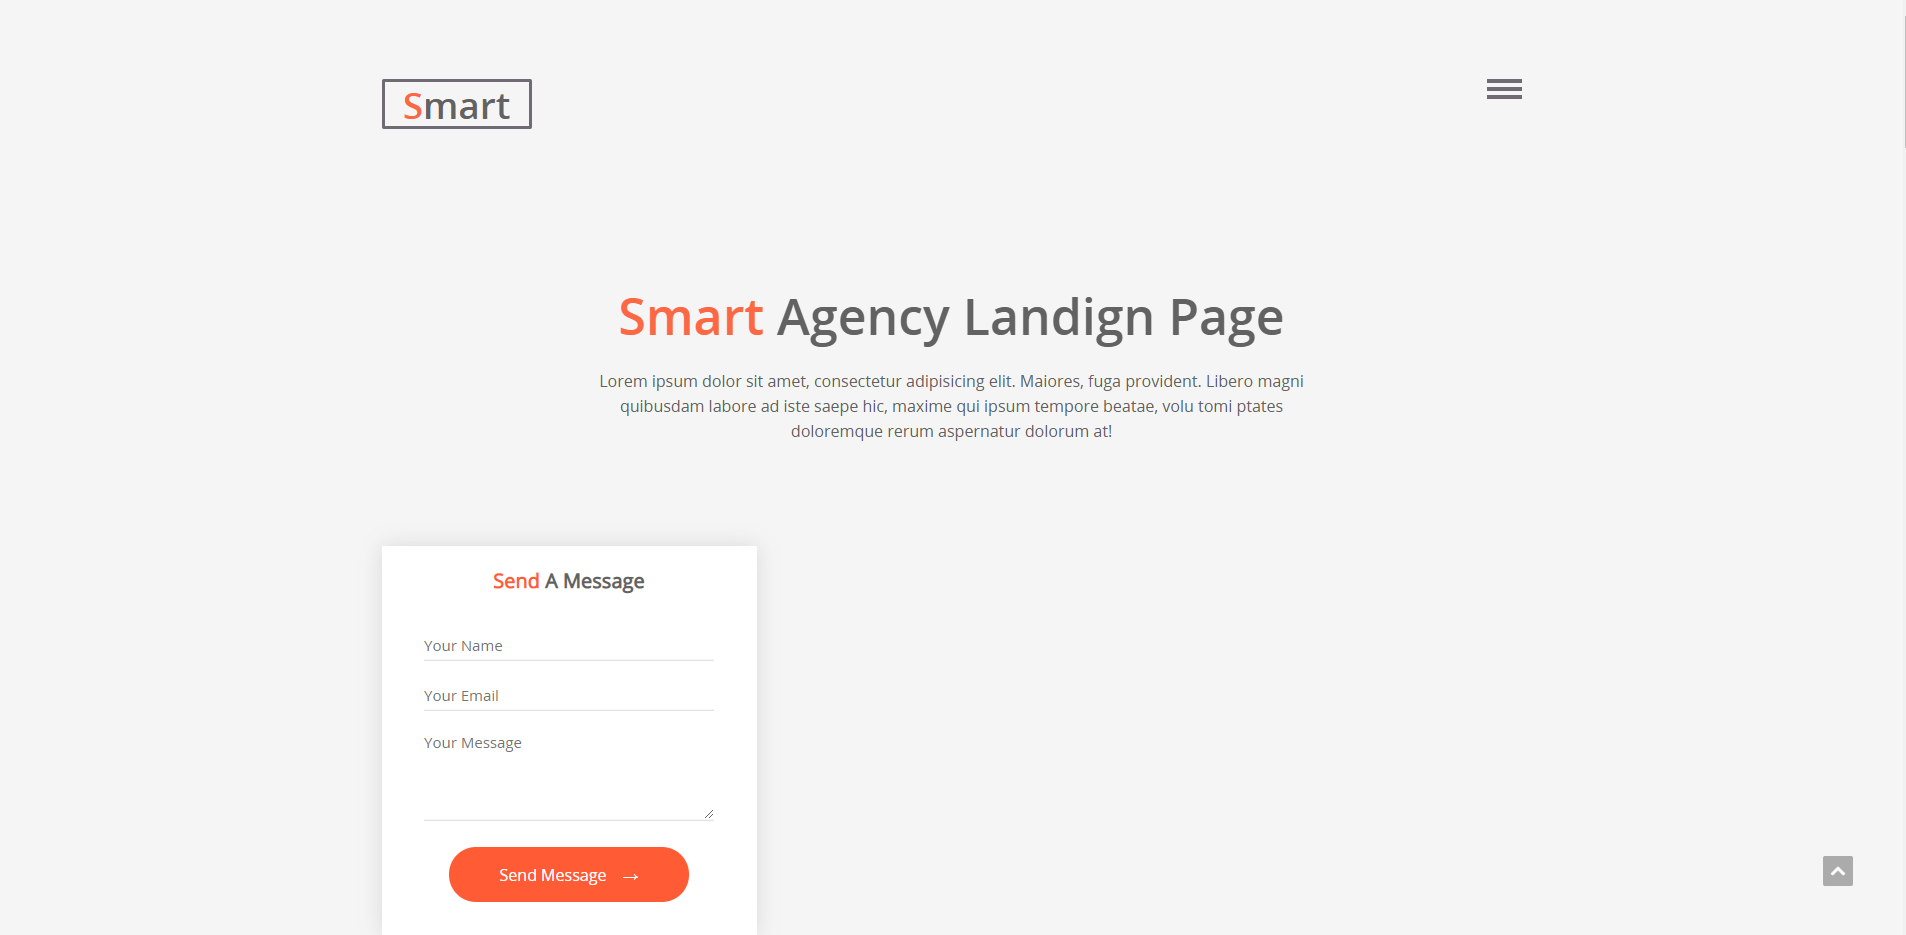 Smart
Smart Agency Landign Page
Lorem ipsum dolor sit amet, consectetur adipisicing elit. Maiores, fuga provident. Libero magni
quibusdam labore ad iste saepe hic, maxime qui ipsum tempore beatae, volu tomi ptates
doloremque rerum aspernatur dolorum at!
Send A Message
Your Name
Your Email
Your Message
Send Message →